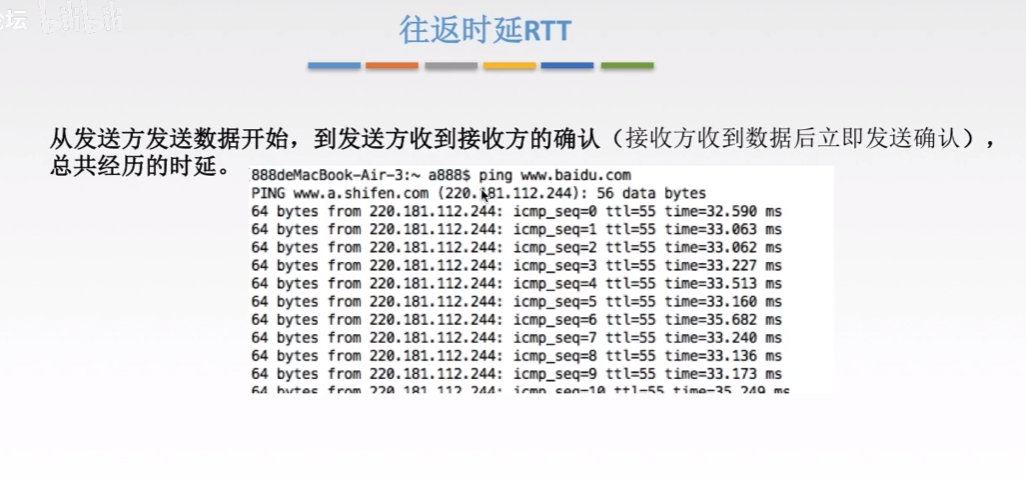 坛
往返时延RTT
从发送方发送数据开始，到发送方收到接收方的确认（接收方收到数据后立即发送确认），
总共经历的时延。
888deMacBook-Air-3:~ a888$ ping www.baidu.com
PING www.a.shifen.com (220.181.112.244): 56 data bytes
64 bytes from 220.181.112.244: icmp_seq=0 ttl=55 time=32.590 ms
64 bytes from 220.181.112.244: icmp_seq=1 ttl=55 time=33.063 ms
64 bytes from 220.181.112.244: icmp_seq=2 ttl=55 time=33.062 ms
64 bytes from 220.181.112.244: icmp_seq=3 ttl=55 time=33.227 ms
64 bytes from 220.181.112.244: icmp_seq=4 ttl=55 time=33.513 ms
64 bytes from 220.181.112.244: icmp_seq=5 ttl=55 time=33.160 ms
64 bytes from 220.181.112.244: icmp_seq=6 ttl=55 time=35.682 ms
64 bytes from 220.181.112.244: icmp_seq=7 ttl=55 time=33.240 ms
64 bytes from 220.181.112.244: icmp_seq=8 ttl=55 time=33.136 ms
64 bytes from 220.181.112.244: icmp_seq=9 ttl=55 time=33.173 ms
64 bytes from 220.181.112.244: icmp_seq=10 ttl=55 time=35.249 ms